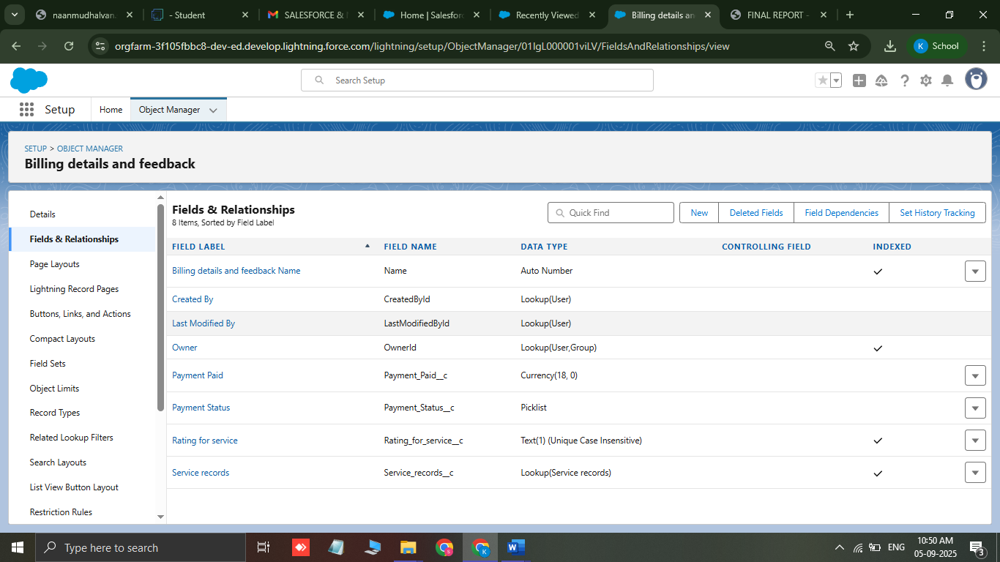 naanmudhalvan.
- Student
SALESFORCE &
Home | Salesforc
Recently Viewed
Billing details an
FINAL REPORT -
orgfarm-3f105fbbc8-dev-ed.develop.lightning.force.com/lightning/setup/ObjectManager/01IgL000001viLV/FieldsAndRelationships/view
K School
Search Setup
Setup Home Object Manager
SETUP > OBJECT MANAGER
Billing details and feedback
Details
Fields & Relationships
Page Layouts
Lightning Record Pages
Buttons, Links, and Actions
Compact Layouts
Field Sets
Object Limits
Record Types
Related Lookup Filters
Search Layouts
List View Button Layout
Restriction Rules
Fields & Relationships
8 Items, Sorted by Field Label
Quick Find
New Deleted Fields Field Dependencies Set History Tracking
FIELD LABEL FIELD NAME DATA TYPE CONTROLLING FIELD INDEXED
Billing details and feedback Name Name Auto Number
Created By CreatedById Lookup(User)
Last Modified By LastModifiedById Lookup(User)
Owner OwnerId Lookup(User,Group)
Payment Paid Payment_Paid__c Currency(18, 0)
Payment Status Payment_Status__c Picklist
Rating for service Rating_for_service__c Text(1) (Unique Case Insensitive)
Service records Service_records__c Lookup(Service records)
Type here to search
ENG
10:50 AM
05-09-2025
3